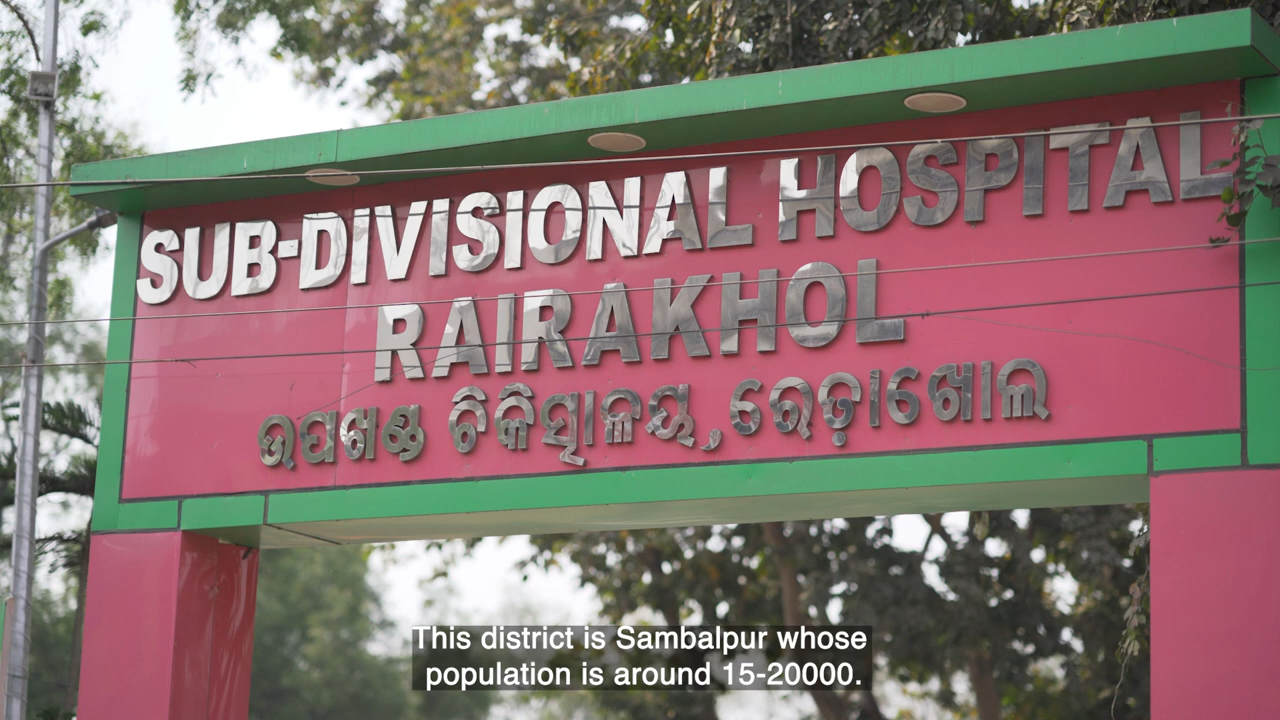 SUB-DIVISIONAL HOSPITAL
RAIRAKHOL
ଉପଖଣ୍ଡ ଚିକିତ୍ସାଳୟ, ରେଢ଼ାଖୋଲ
This district is Sambalpur whose
population is around 15-20000.